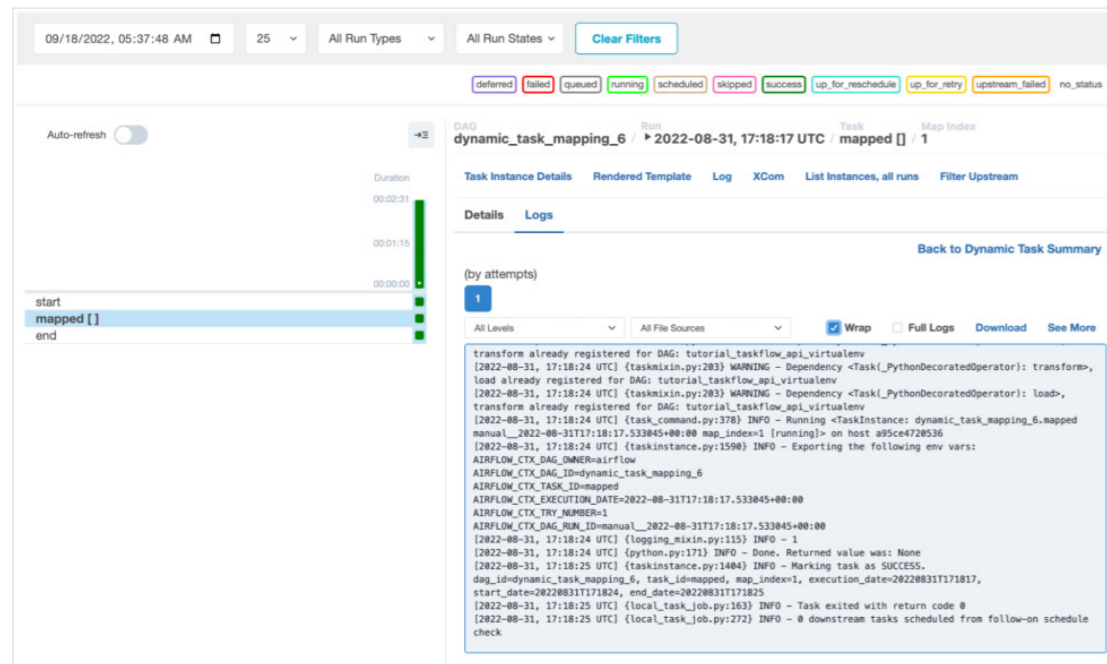 09/18/2022, 05:37:48 AM 25 All Run Types All Run States Clear Filters
deferred failed queued running scheduled skipped success up_for_reschedule up_for_retry upstream_failed no_status
Auto-refresh
Duration
00:02:31
00:01:15
00:00:00
start
mapped [ ]
end
DAG Run Task Map Index
dynamic_task_mapping_6 / 2022-08-31, 17:18:17 UTC / mapped [] / 1
Task Instance Details Rendered Template Log XCom List Instances, all runs Filter Upstream
Details Logs
Back to Dynamic Task Summary
(by attempts)
1
All Levels All File Sources Wrap Full Logs Download See More
transform already registered for DAG: tutorial_taskflow_api_virtualenv
[2022-08-31, 17:18:24 UTC] {taskmixin.py:203} WARNING - Dependency <Task(_PythonDecoratedOperator): transform>,
load already registered for DAG: tutorial_taskflow_api_virtualenv
[2022-08-31, 17:18:24 UTC] {taskmixin.py:203} WARNING - Dependency <Task(_PythonDecoratedOperator): load>,
transform already registered for DAG: tutorial_taskflow_api_virtualenv
[2022-08-31, 17:18:24 UTC] {task_command.py:378} INFO - Running <TaskInstance: dynamic_task_mapping_6.mapped
manual__2022-08-31T17:18:17.533045+00:00 map_index=1 [running]> on host a95ce4720536
[2022-08-31, 17:18:24 UTC] {taskinstance.py:1590} INFO - Exporting the following env vars:
AIRFLOW_CTX_DAG_OWNER=airflow
AIRFLOW_CTX_DAG_ID=dynamic_task_mapping_6
AIRFLOW_CTX_TASK_ID=mapped
AIRFLOW_CTX_EXECUTION_DATE=2022-08-31T17:18:17.533045+00:00
AIRFLOW_CTX_TRY_NUMBER=1
AIRFLOW_CTX_DAG_RUN_ID=manual__2022-08-31T17:18:17.533045+00:00
[2022-08-31, 17:18:24 UTC] {logging_mixin.py:115} INFO - 1
[2022-08-31, 17:18:24 UTC] {python.py:171} INFO - Done. Returned value was: None
[2022-08-31, 17:18:25 UTC] {taskinstance.py:1404} INFO - Marking task as SUCCESS.
dag_id=dynamic_task_mapping_6, task_id=mapped, map_index=1, execution_date=20220831T171817,
start_date=20220831T171824, end_date=20220831T171825
[2022-08-31, 17:18:25 UTC] {local_task_job.py:163} INFO - Task exited with return code 0
[2022-08-31, 17:18:25 UTC] {local_task_job.py:272} INFO - 0 downstream tasks scheduled from follow-on schedule
check